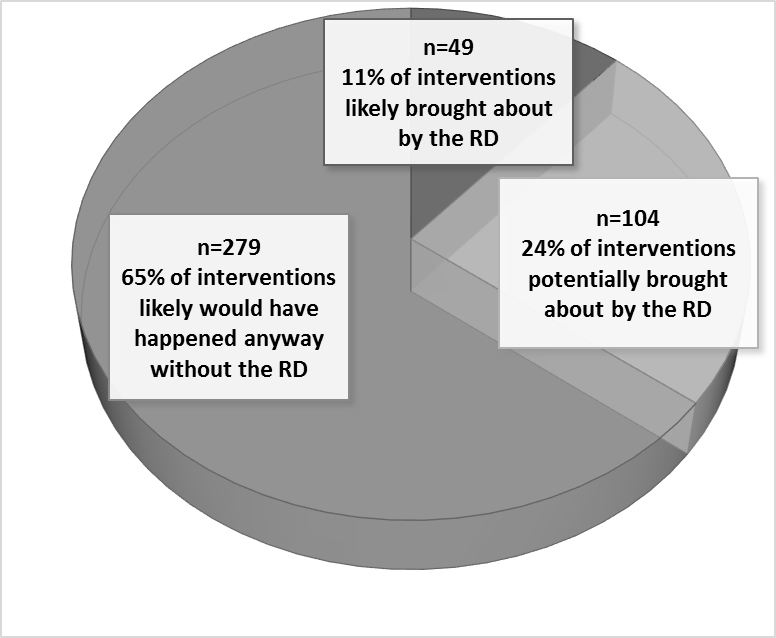 n=49
11% of interventions
likely brought about
by the RD
n=104
24% of interventions
potentially brought
about by the RD
n=279
65% of interventions
likely would have
happened anyway
without the RD